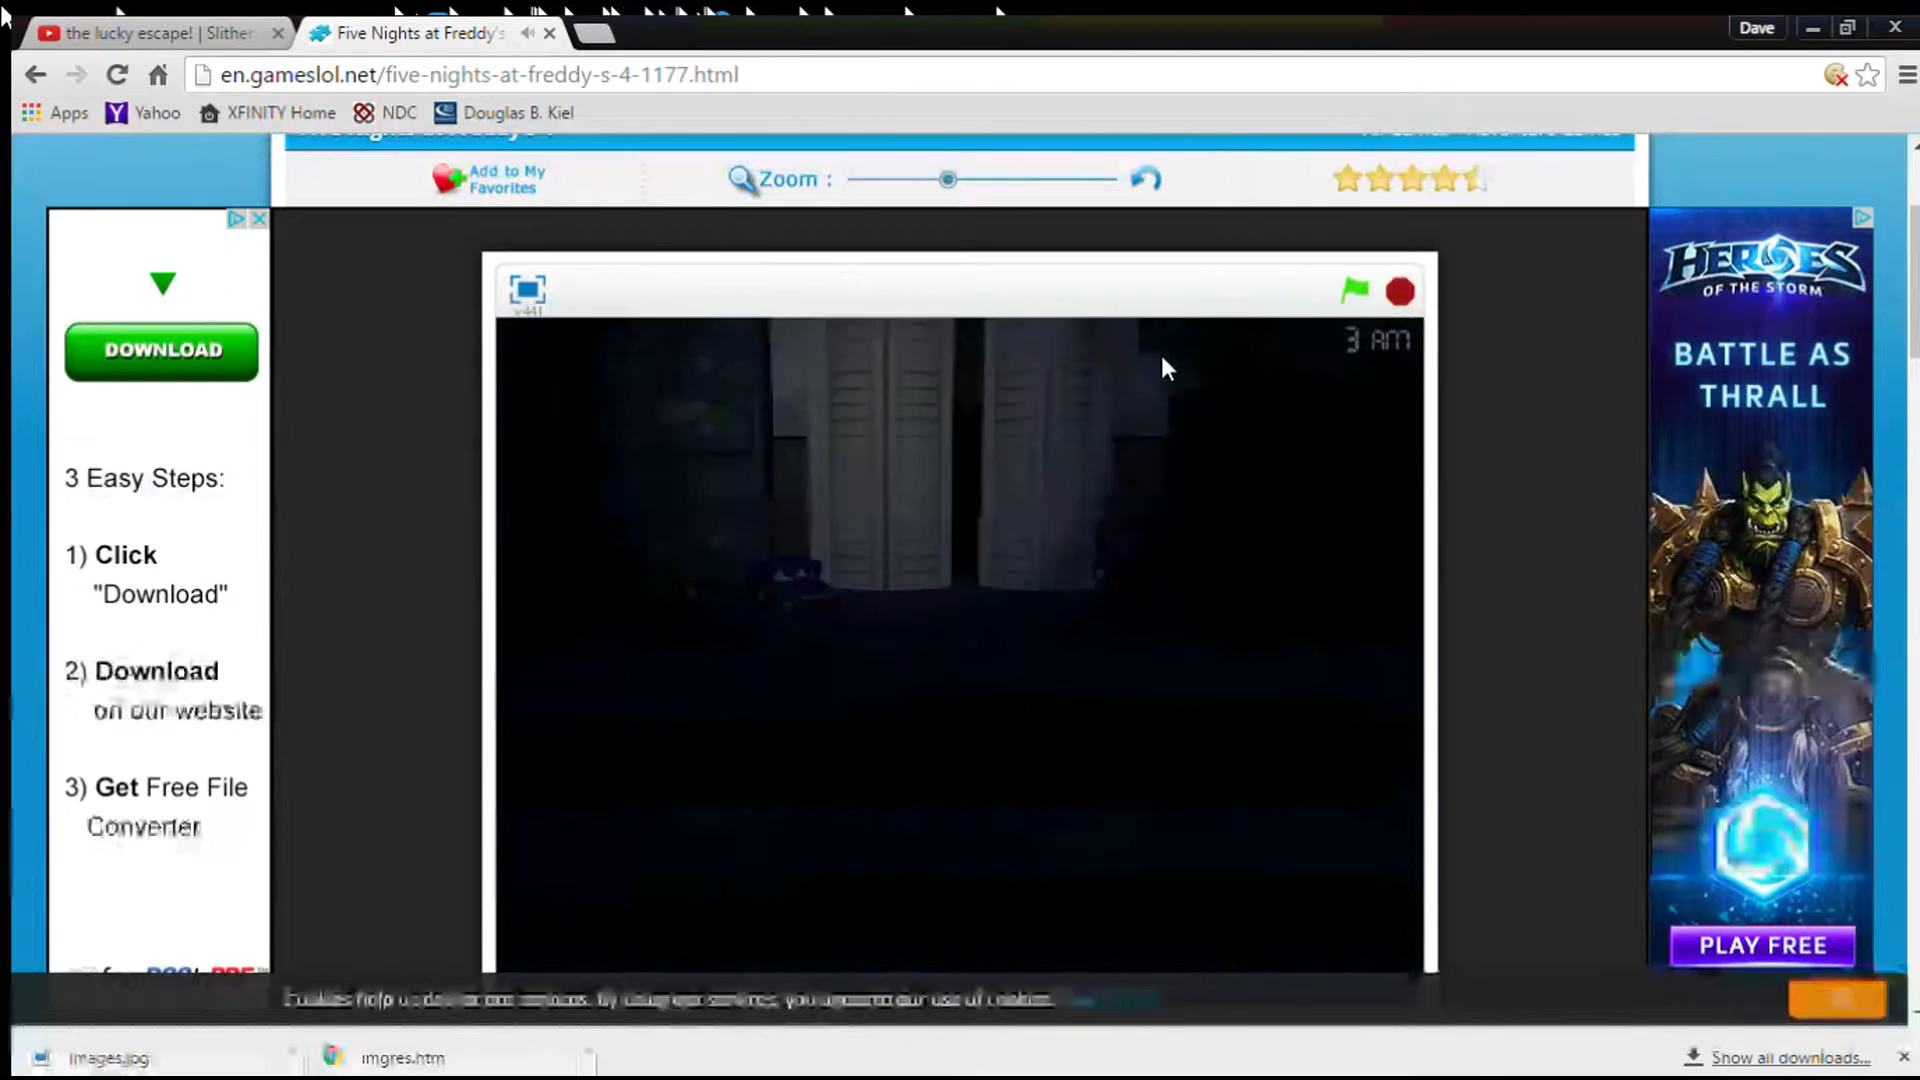 the lucky escape! | Slither
Five Nights at Freddy's
Dave
en.gameslol.net/five-nights-at-freddy-s-4-1177.html
Apps
Yahoo
XFINITY Home
NDC
Douglas B. Kiel
Add to My
Favorites
Zoom :
v441
3 AM
DOWNLOAD
3 Easy Steps:
1) Click
"Download"
2) Download
on our website
3) Get Free File
Converter
HEROES
OF THE STORM
BATTLE AS
THRALL
PLAY FREE
images.jpg
imgres.htm
Show all downloads...